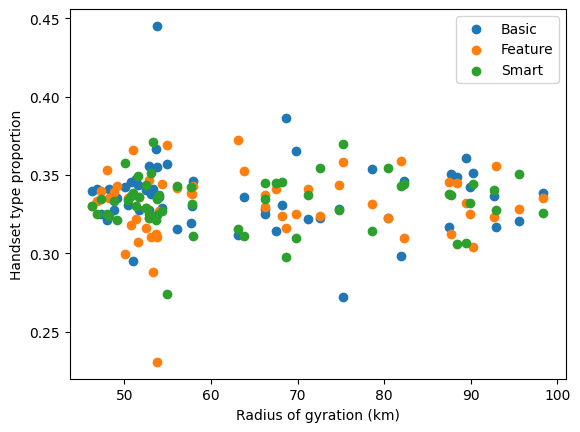 0.45
0.40
0.35
0.30
0.25
Handset type proportion
Basic
Feature
Smart
50
60
70
80
90
100
Radius of gyration (km)